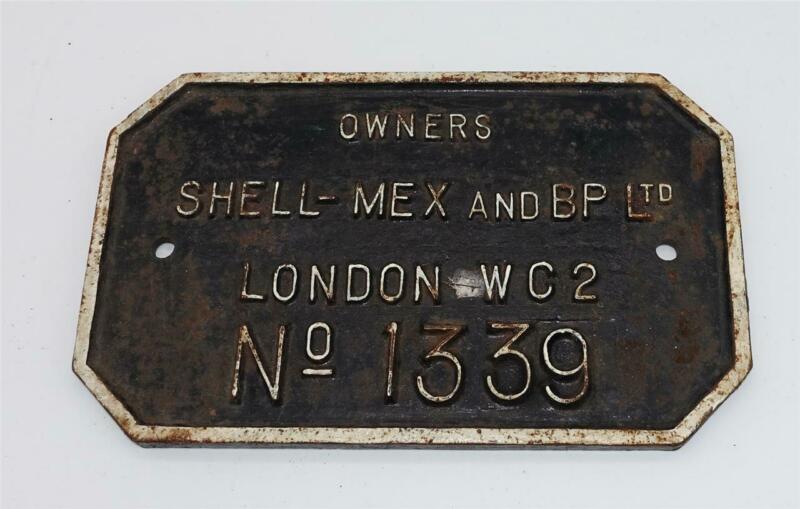 OWNERS
SHELL-MEX AND BP LTD
LONDON WC2
Nº 1339